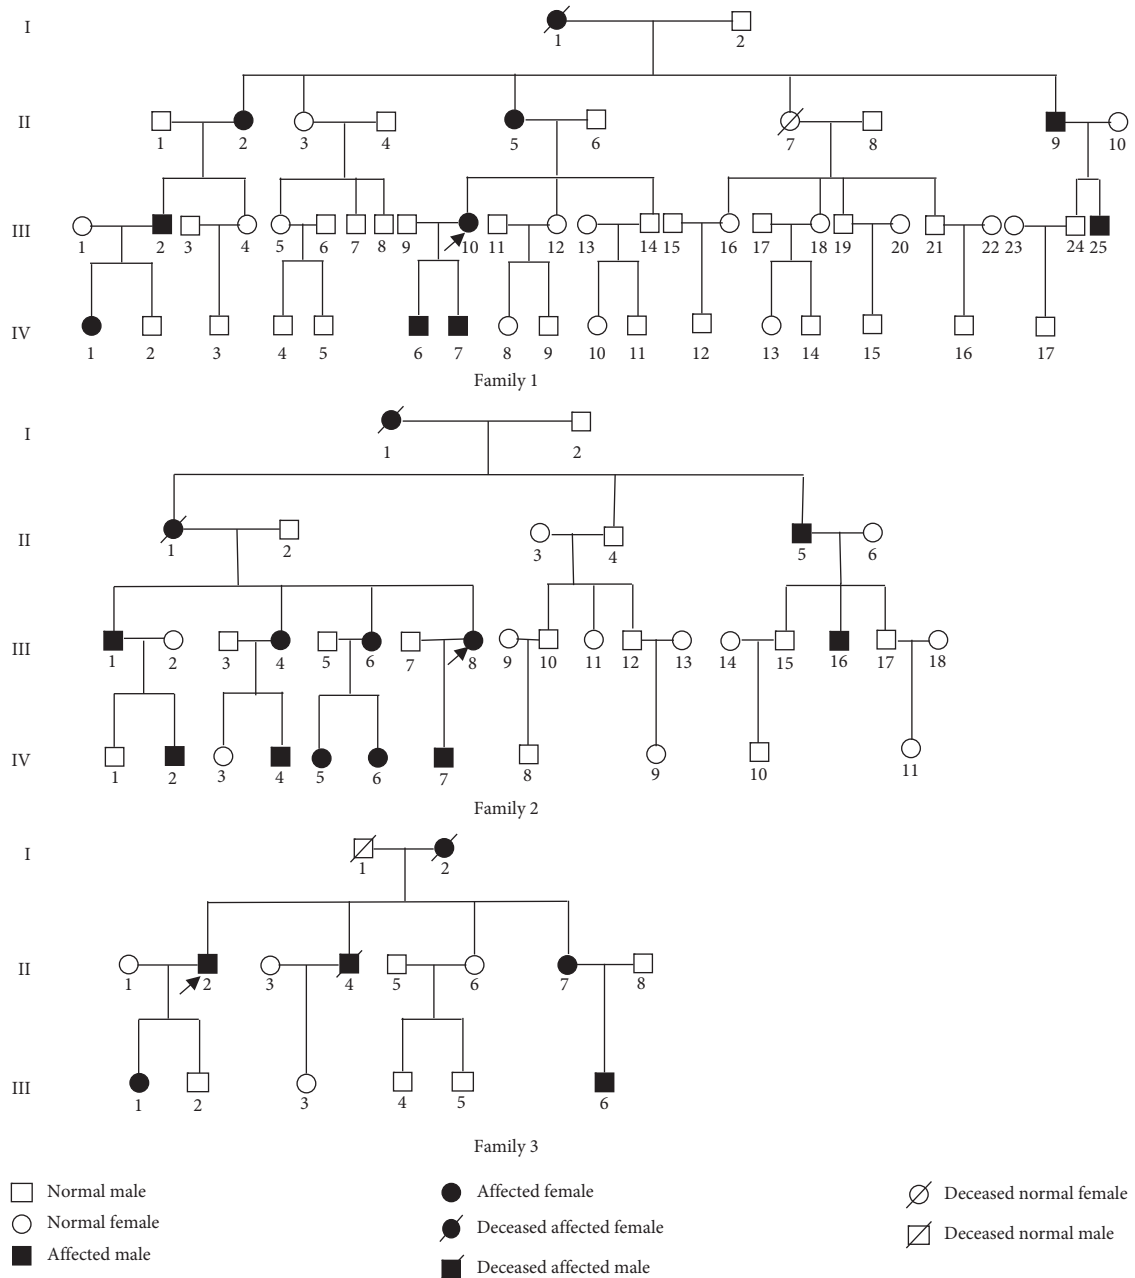 I
1 2
II
1 2 3 4 5 6 7 8 9 10
III
1 2 3 4 5 6 7 8 9 10 11 12 13 14 15 16 17 18 19 20 21 22 23 24 25
IV
1 2 3 4 5 6 7 8 9 10 11 12 13 14 15 16 17
Family 1
I
1 2
II
1 2 3 4 5 6
III
1 2 3 4 5 6 7 8 9 10 11 12 13 14 15 16 17 18
IV
1 2 3 4 5 6 7 8 9 10 11
Family 2
I
1 2
II
1 2 3 4 5 6 7 8
III
1 2 3 4 5 6
Family 3
Normal male
Normal female
Affected male
Affected female
Deceased affected female
Deceased affected male
Deceased normal female
Deceased normal male